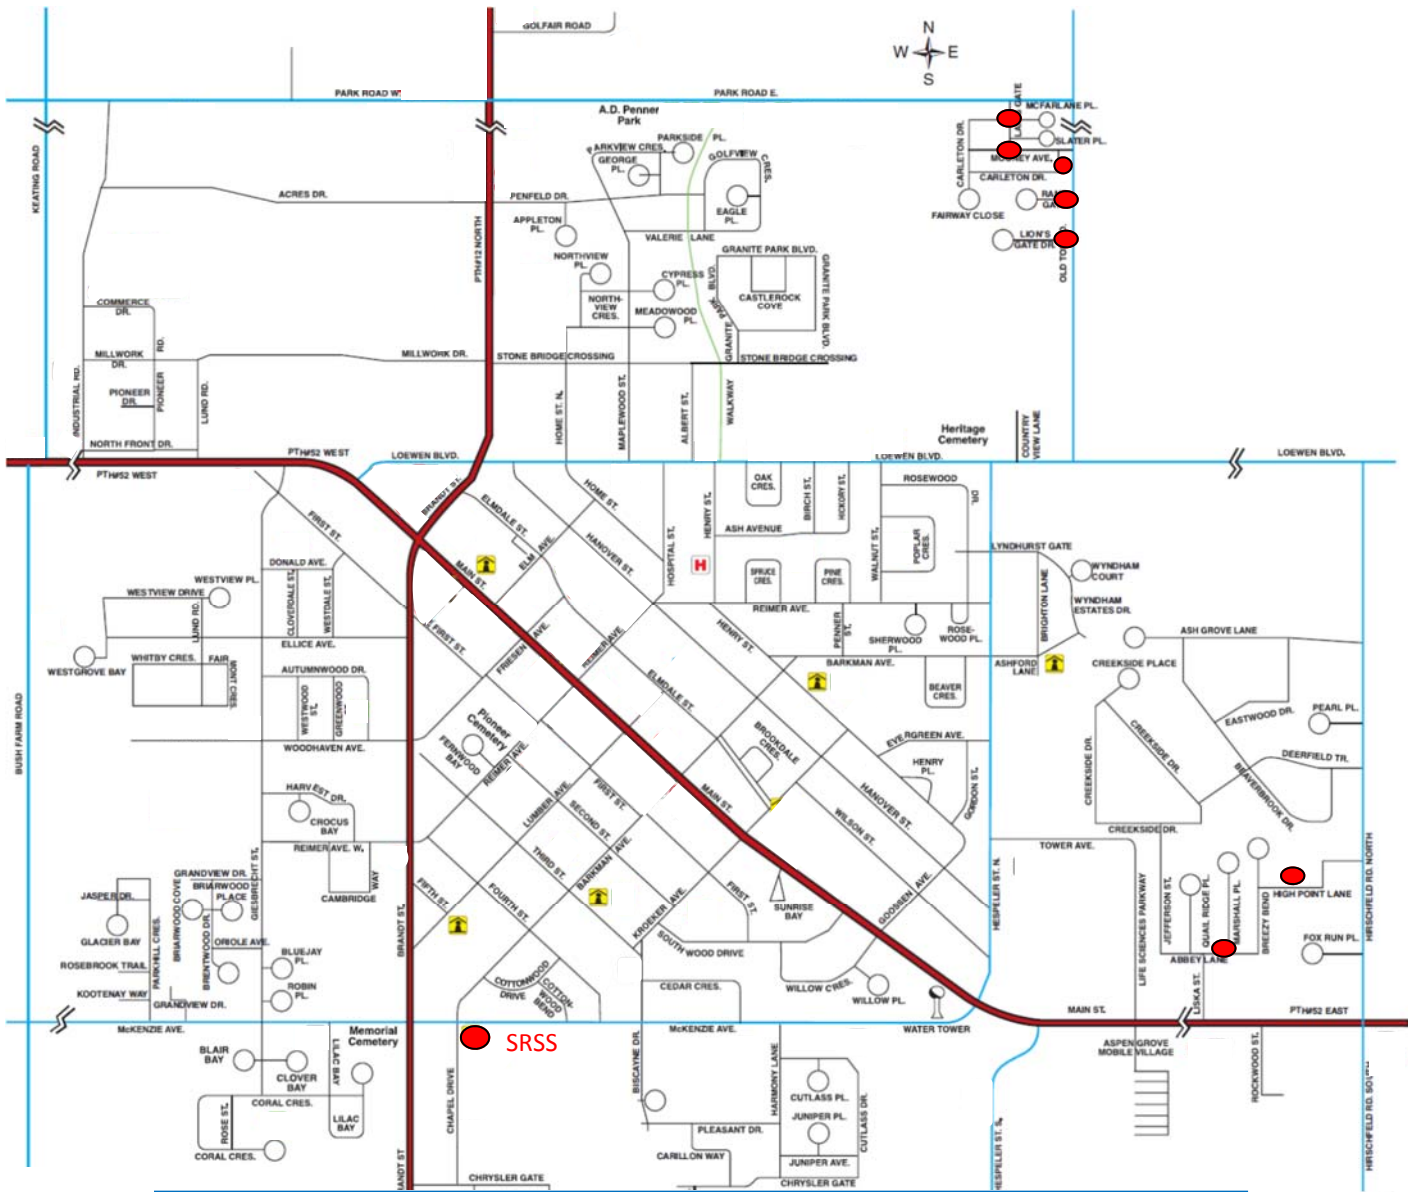 GOLFAIR ROAD
N
W E
S
PARK ROAD W.
PARK ROAD E.
A.D. Penner
Park
GATE
MCFARLANE PL.
SLATER PL.
CARLETON DR.
AVE.
CARLETON DR.
FAIRWAY CLOSE
LION'S
GATE DR.
KEATING ROAD
PARKSIDE PL.
PARKVIEW CRES.
GEORGE
PL.
GOLFVIEW
CRES.
EAGLE
PL.
ACRES DR.
PENFELD DR.
APPLETON
PL.
VALERIE LANE
PTH#12 NORTH
NORTHVIEW
PL.
NORTH-
VIEW
CRES.
CYPRESS
PL.
MEADOWOOD
PL.
GRANITE PARK BLVD.
GRANITE PARK BLVD.
GRANITE PARK BLVD.
CASTLEROCK
COVE
COMMERCE
DR.
MILLWORK
DR.
MILLWORK DR.
STONE BRIDGE CROSSING
STONE BRIDGE CROSSING
PIONEER
DR.
PIONEER RD.
INDUSTRIAL RD.
LUND RD.
NORTH FRONT DR.
HOME ST. N.
MAPLEWOOD ST.
ALBERT ST.
WALKWAY
Heritage
Cemetery
COUNTRY
VIEW LANE
PTH#52 WEST
PTH#52 WEST
LOEWEN BLVD.
LOEWEN BLVD.
LOEWEN BLVD.
BRANDT ST.
ELMDALE ST.
ELM AVE.
HOME ST.
HANOVER ST.
FIRST ST.
MAIN ST.
HOSPITAL ST.
HENRY ST.
H
OAK
CRES.
BIRCH ST.
HICKORY ST.
ASH AVENUE
SPRUCE
CRES.
PINE
CRES.
WALNUT ST.
ROSEWOOD
DR.
POPLAR
CRES.
LYNDHURST GATE
WYNDHAM
COURT
WYNDHAM
ESTATES DR.
BRIGHTON LANE
REIMER AVE.
PENNER
ST.
SHERWOOD
PL.
ROSE-
WOOD PL.
BARKMAN AVE.
ASHFORD
LANE
BEAVER
CRES.
ASH GROVE LANE
CREEKSIDE PLACE
DONALD AVE.
WESTVIEW PL.
WESTVIEW DRIVE
LUND RD.
CLOVERDALE ST.
WESTDALE ST.
ELLICE AVE.
WHITBY CRES.
FAIR
MONT CRES.
WESTGROVE BAY
AUTUMNWOOD DR.
WESTWOOD
ST.
GREENWOOD
WOODHAVEN AVE.
E FIRST ST.
FRIESEN AVE.
REIMER AVE.
ELMDALE ST.
HENRY ST.
BROOKDALE
CRES.
Pioneer
Cemetery
FERNWOOD
BAY
REIMER AVE.
MAIN ST.
EVERGREEN AVE.
HENRY
PL.
GORDON ST.
HANOVER ST.
WILSON ST.
GOOSSEN AVE.
CREEKSIDE DR.
CREEKSIDE DR.
CREEKSIDE DR.
EASTWOOD DR.
BEAVERBROOK DR.
PEARL PL.
DEERFIELD TR.
BUSH FARM ROAD
HARVEST DR.
CROCUS
BAY
REIMER AVE. W.
CAMBRIDGE
WAY
LUMBER AVE.
FIRST ST.
SECOND ST.
THIRD ST.
BARKMAN AVE.
FOURTH ST.
FIFTH ST.
KROEKER AVE.
FIRST ST.
SUNRISE
BAY
SOUTHWOOD DRIVE
WILLOW CRES.
WILLOW PL.
TOWER AVE.
HESPELER ST. N.
LIFE SCIENCES PARKWAY
JEFFERSON ST.
QUAIL RIDGE PL.
MARSHALL PL.
BREEZY BEND
HIGH POINT LANE
ABBEY LANE
LISKA ST.
FOX RUN PL.
HIRSCHFELD RD. NORTH
GRANDVIEW DR.
BRIARWOOD
PLACE
JASPER DR.
BRIARWOOD COVE
GIESBRECHT ST.
GLACIER BAY
PARKHILL CRES.
BRENTWOOD DR.
ORIOLE AVE.
BLUEJAY
PL.
ROBIN
PL.
ROSEBROOK TRAIL
KOOTENAY WAY
GRANDVIEW DR.
BRANDT ST.
COTTONWOOD
DRIVE
COTTON-
WOOD
BEND
CEDAR CRES.
WATER TOWER
MAIN ST.
PTH#52 EAST
McKENZIE AVE.
Memorial
Cemetery
McKENZIE AVE.
SRSS
BLAIR
BAY
CLOVER
BAY
LILAC BAY
LILAC
BAY
CORAL CRES.
ROSE ST.
CORAL CRES.
CHAPEL DRIVE
BISCAYNE DR.
HARMONY LANE
CUTLASS PL.
JUNIPER PL.
CUTLASS DR.
PLEASANT DR.
CARILLON WAY
JUNIPER AVE.
CHRYSLER GATE
CHRYSLER GATE
ASPEN GROVE
MOBILE VILLAGE
ROCKWOOD ST.